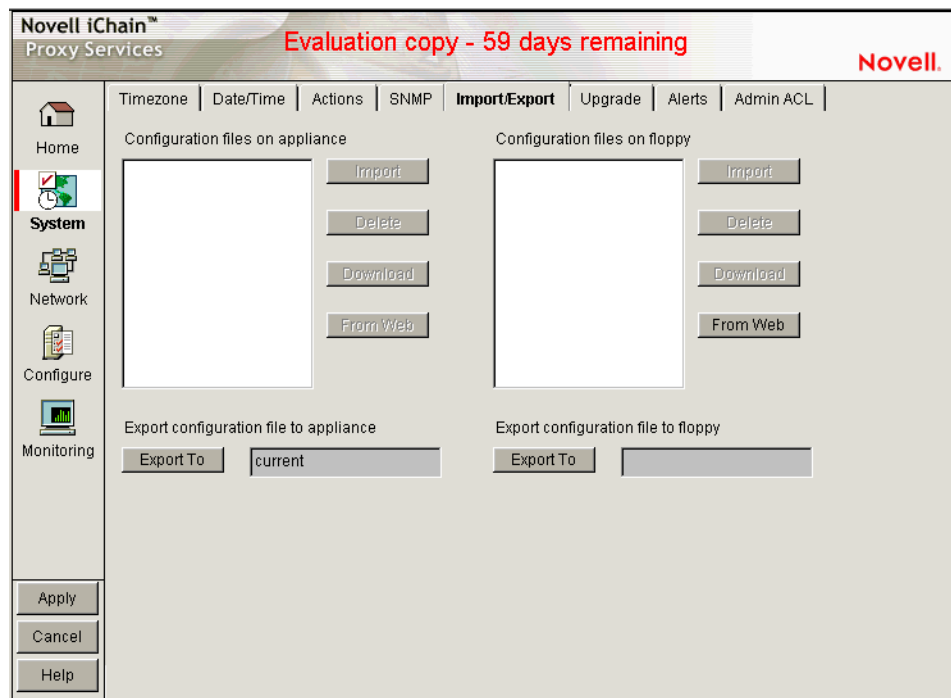 Novell iChain™
Proxy Services
Evaluation copy - 59 days remaining
Novell.
Timezone Date/Time Actions SNMP Import/Export Upgrade Alerts Admin ACL
Home
System
Network
Configure
Monitoring
Configuration files on appliance
Import
Delete
Download
From Web
Configuration files on floppy
Import
Delete
Download
From Web
Export configuration file to appliance
Export To current
Export configuration file to floppy
Export To
Apply
Cancel
Help